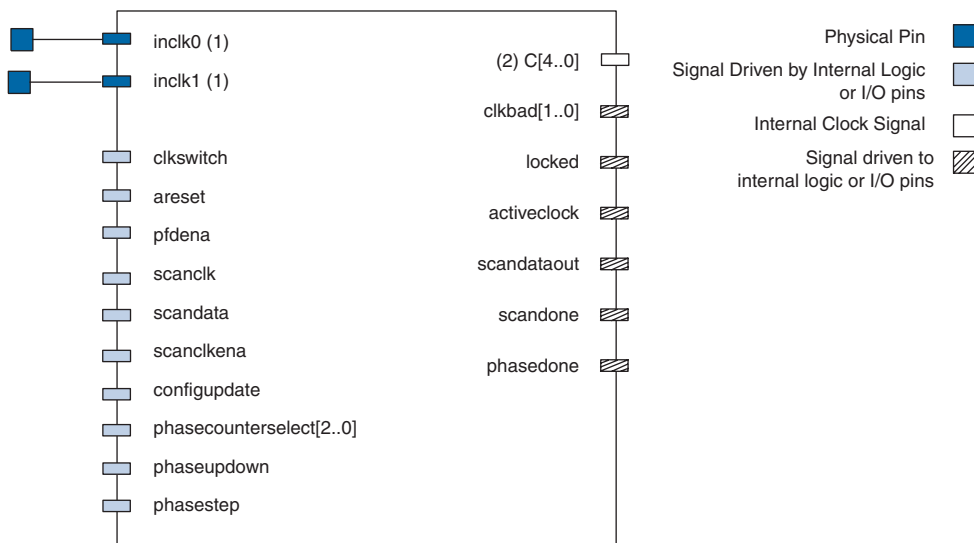 inclk0 (1)
inclk1 (1)
clkswitch
areset
pfdena
scanclk
scandata
scanclkena
configupdate
phasecounterselect[2..0]
phaseupdown
phasestep
(2) C[4..0]
clkbad[1..0]
locked
activeclock
scandataout
scandone
phasedone
Physical Pin
Signal Driven by Internal Logic
or I/O pins
Internal Clock Signal
Signal driven to
internal logic or I/O pins